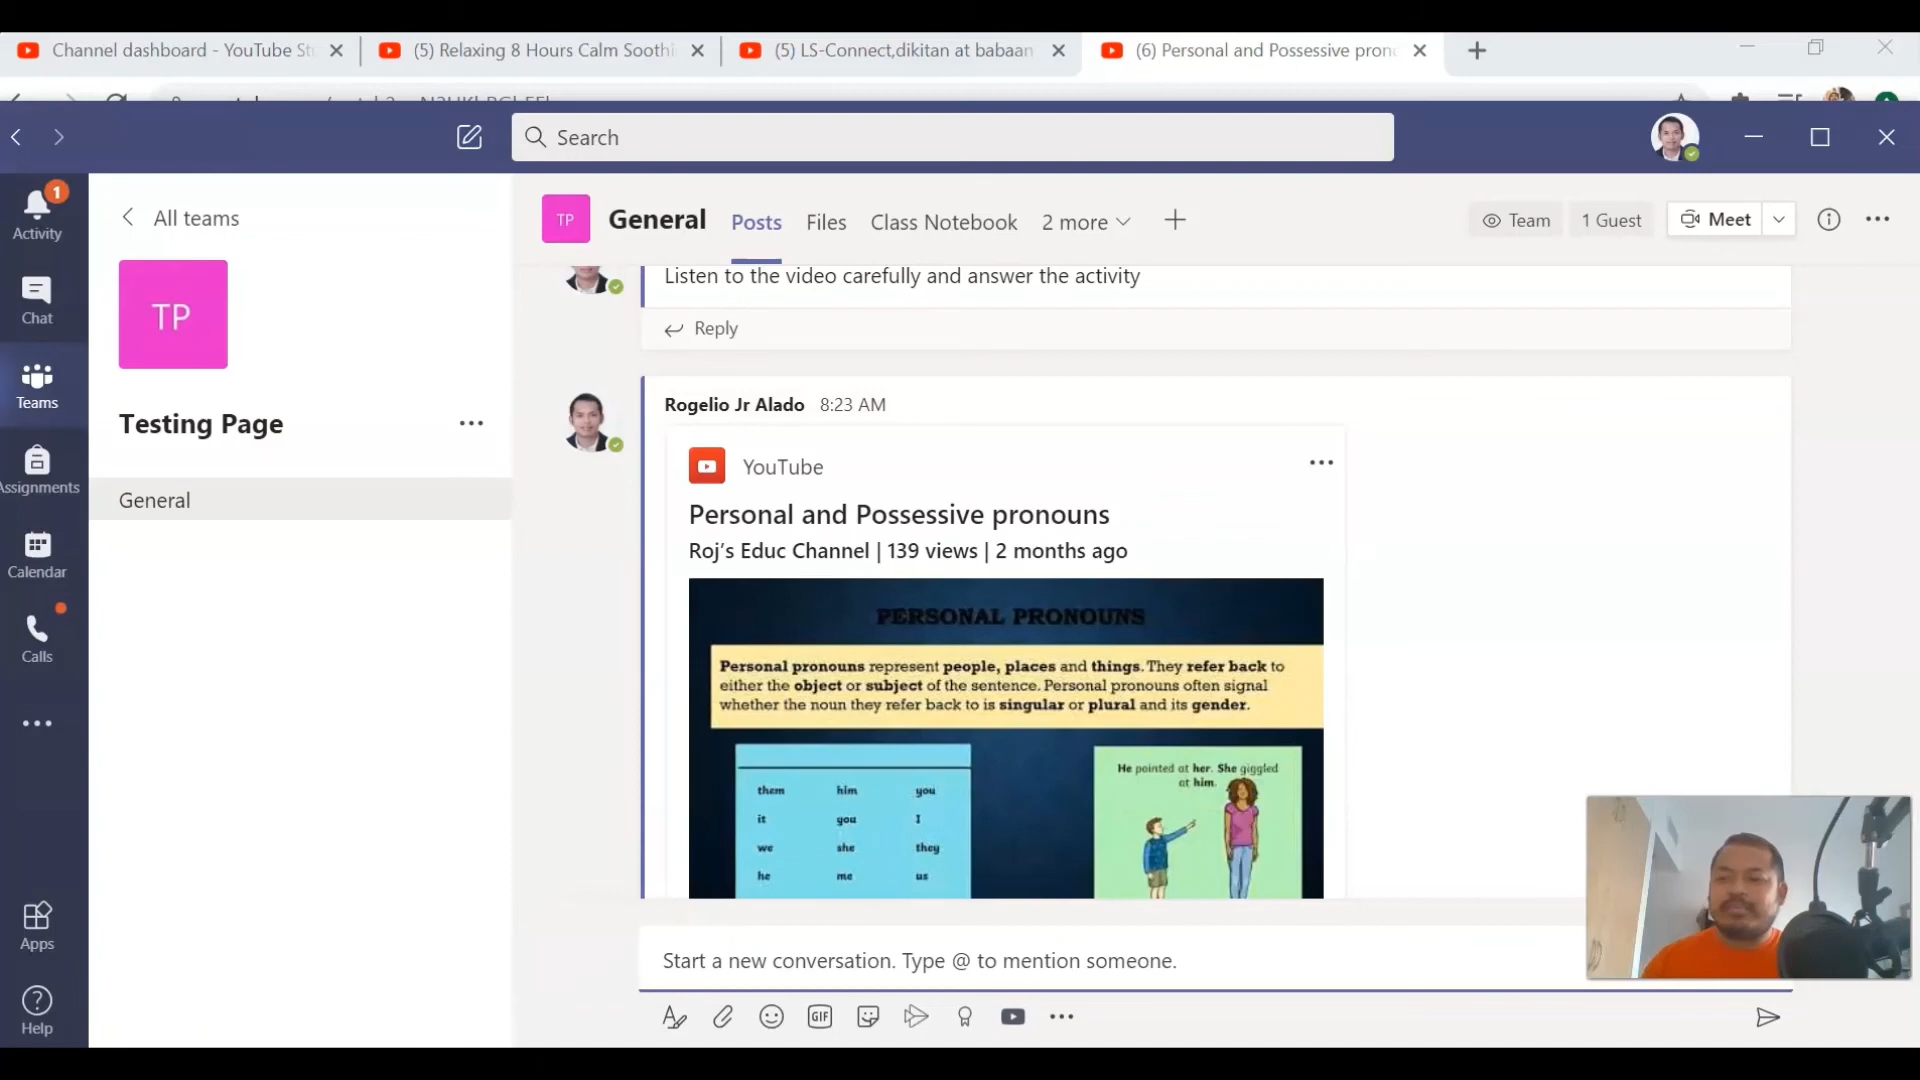 Channel dashboard - YouTube St
(5) Relaxing 8 Hours Calm Soothi
(5) LS-Connect,dikitan at babaan
(6) Personal and Possessive pron
Search
Activity
1
Chat
Teams
Assignments
Calendar
Calls
Apps
Help
All teams
TP
Testing Page
General
TP
General
Posts
Files
Class Notebook
2 more
Team
1 Guest
Meet
Listen to the video carefully and answer the activity
Reply
Rogelio Jr Alado 8:23 AM
YouTube
Personal and Possessive pronouns
Roj's Educ Channel | 139 views | 2 months ago
PERSONAL PRONOUNS
Personal pronouns represent people, places and things. They refer back to
either the object or subject of the sentence. Personal pronouns often signal
whether the noun they refer back to is singular or plural and its gender.
them him you
it you I
we she they
he me us
He pointed at her. She giggled
at him.
Start a new conversation. Type @ to mention someone.
GIF